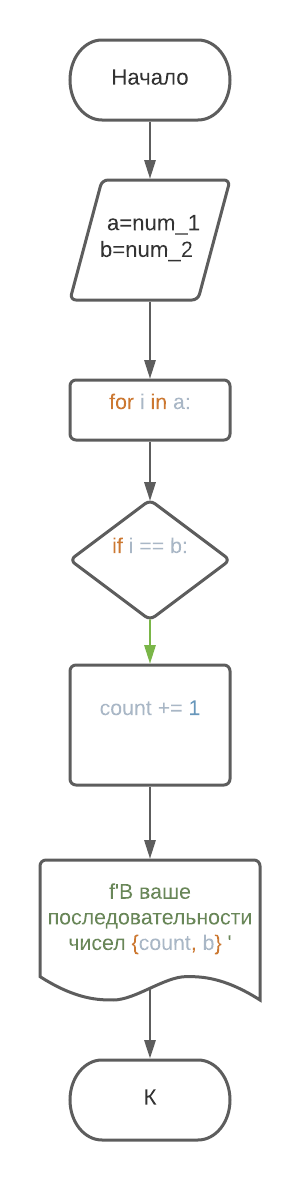 Начало
a=num_1
b=num_2
for i in a:
if i == b:
count += 1
f'В ваше
последовательности
чисел {count, b} '
К